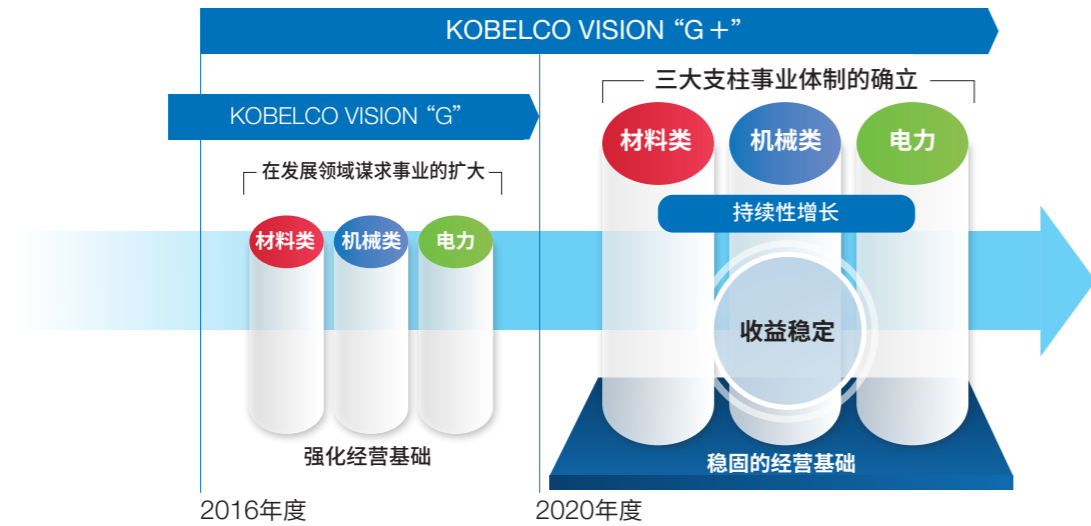 KOBELCO VISION “G＋”
KOBELCO VISION “G”
在发展领域谋求事业的扩大
材料类
机械类
电力
强化经营基础
三大支柱事业体制的确立
材料类
机械类
电力
持续性增长
收益稳定
稳固的经营基础
2016年度
2020年度